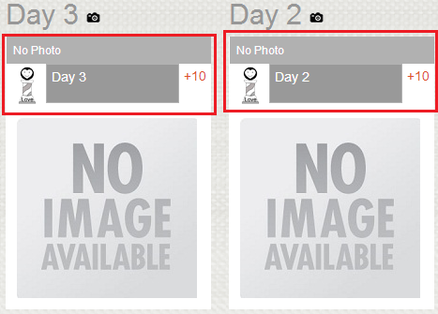 Day 3
No Photo
Day 3 +10
Love
NO
IMAGE
AVAILABLE
Day 2
No Photo
Day 2 +10
Love
NO
IMAGE
AVAILABLE